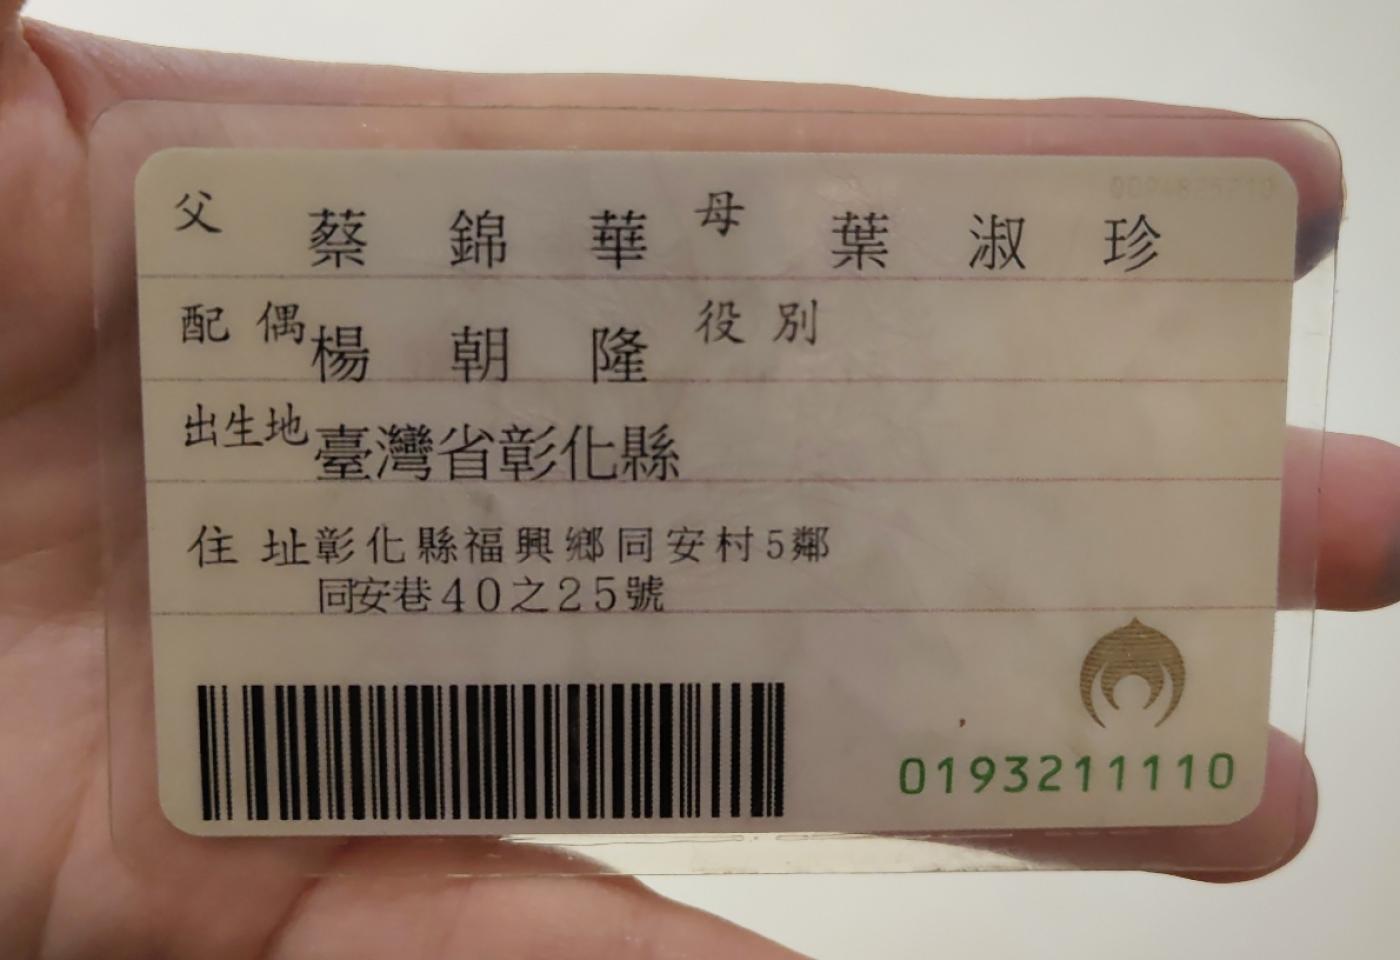 父 蔡錦華 母 葉淑珍
配偶 楊朝隆 役別
出生地 臺灣省彰化縣
住址 彰化縣福興鄉同安村5鄰
同安巷40之25號
0193211110